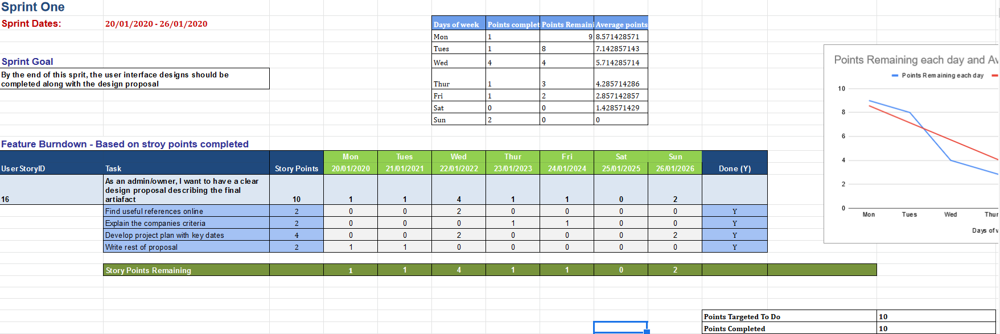 Sprint One
Sprint Dates: 20/01/2020 - 26/01/2020
Days of week Points complet Points Remain Average points
Mon 1 9 8.571428571
Tues 1 8 7.142857143
Sprint Goal
Wed 4 4 5.714285714
By the end of this sprit, the user interface designs should be
completed along with the design proposal
Thur 1 3 4.285714286
Fri 1 2 2.857142857
Sat 0 0 1.428571429
Sun 2 0 0
Points Remaining each day and Av
Points Remaining each day
10
8
6
4
2
0
Mon Tues Wed Thur
Days of w
Feature Burndown - Based on stroy points completed
Mon Tues Wed Thur Fri Sat Sun
User StoryID Task Story Points 20/01/2020 21/01/2021 22/01/2022 23/01/2023 24/01/2024 25/01/2025 26/01/2026 Done (Y)
As an admin/owner, I want to have a clear
design proposal describing the final
16 artiafact 10 1 1 4 1 1 0 2
Find useful references online 2 0 0 2 0 0 0 0 Y
Explain the companies criteria 2 0 0 0 1 1 0 0 Y
Develop project plan with key dates 4 0 0 2 0 0 0 2 Y
Write rest of proposal 2 1 1 0 0 0 0 0 Y
Story Points Remaining 1 1 4 1 1 0 2
Points Targeted To Do 10
Points Completed 10